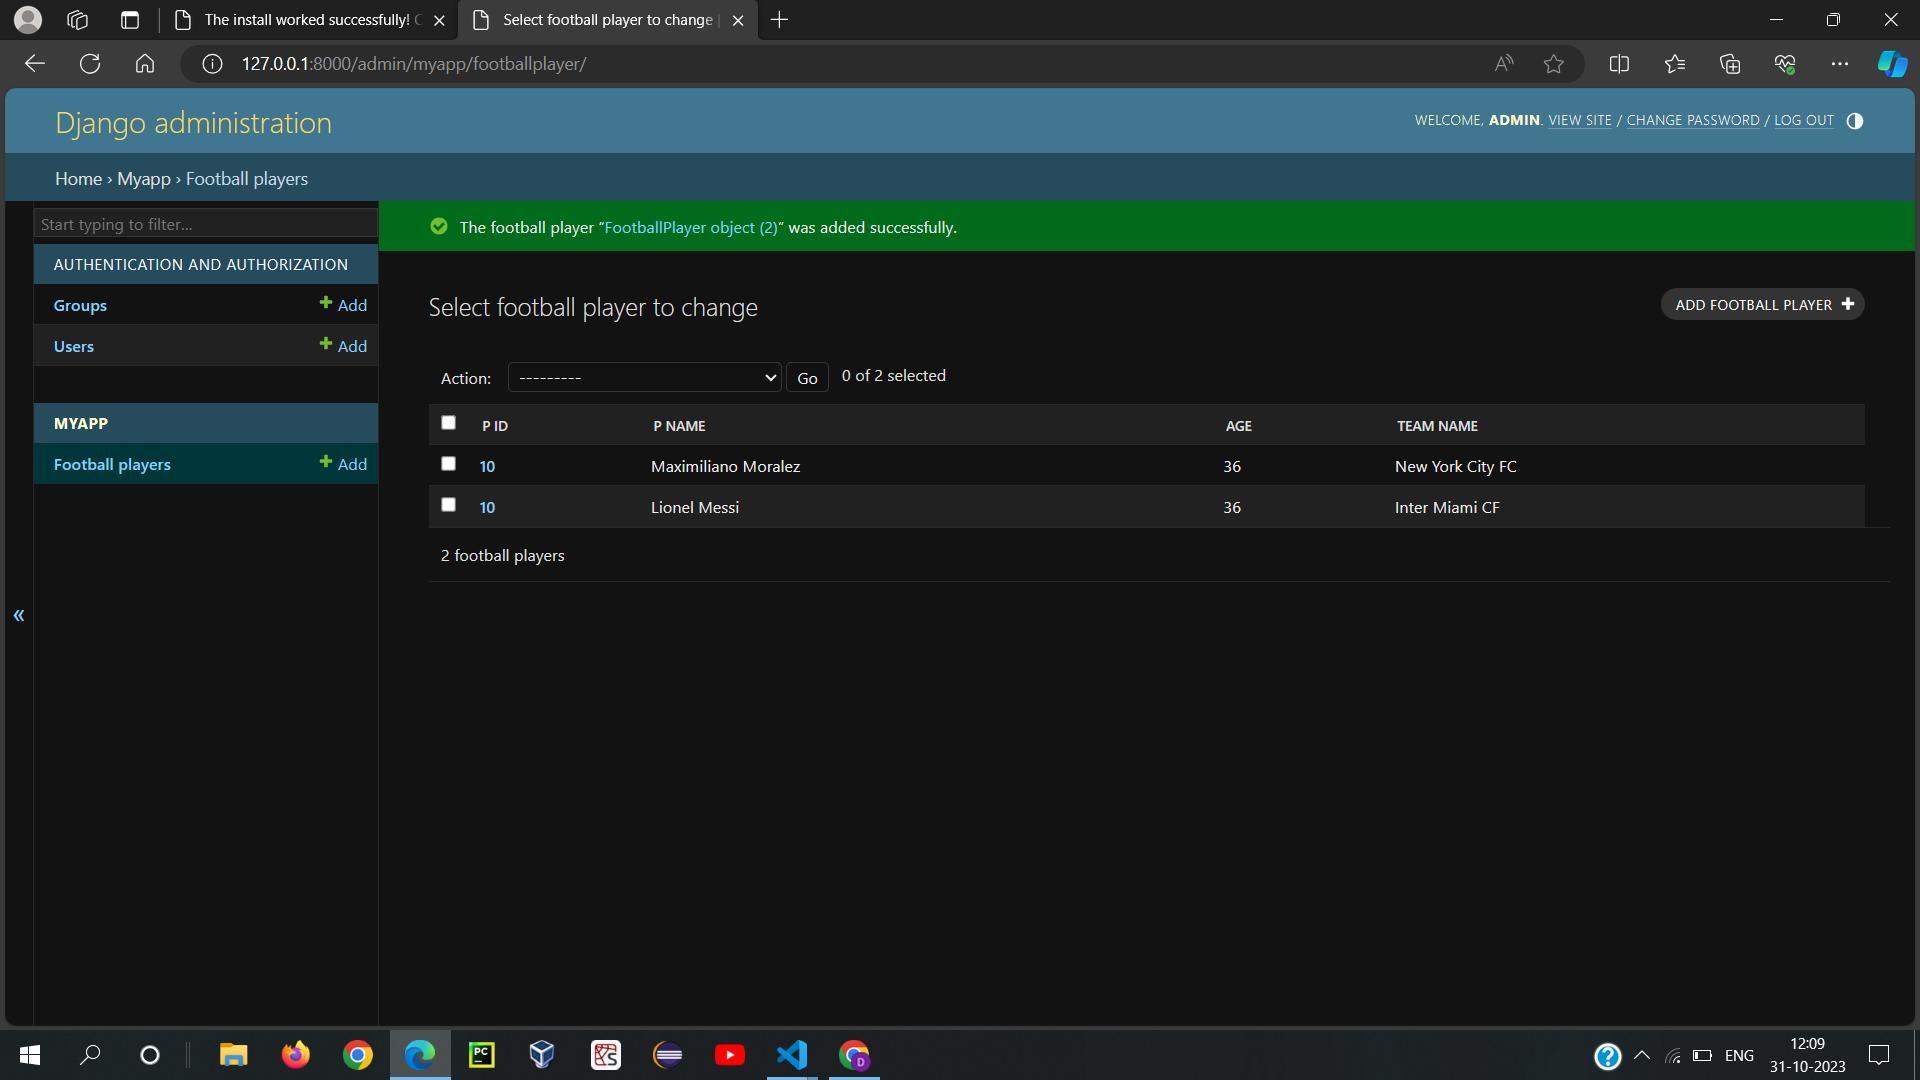 The install worked successfully! C
Select football player to change |
127.0.0.1:8000/admin/myapp/footballplayer/
Django administration
WELCOME, ADMIN. VIEW SITE / CHANGE PASSWORD / LOG OUT
Home › Myapp › Football players
Start typing to filter...
AUTHENTICATION AND AUTHORIZATION
Groups + Add
Users + Add
MYAPP
Football players + Add
The football player “FootballPlayer object (2)” was added successfully.
Select football player to change
ADD FOOTBALL PLAYER +
Action: --------- Go 0 of 2 selected
P ID P NAME AGE TEAM NAME
10 Maximiliano Moralez 36 New York City FC
10 Lionel Messi 36 Inter Miami CF
2 football players
«
PC
D
ENG
12:09
31-10-2023